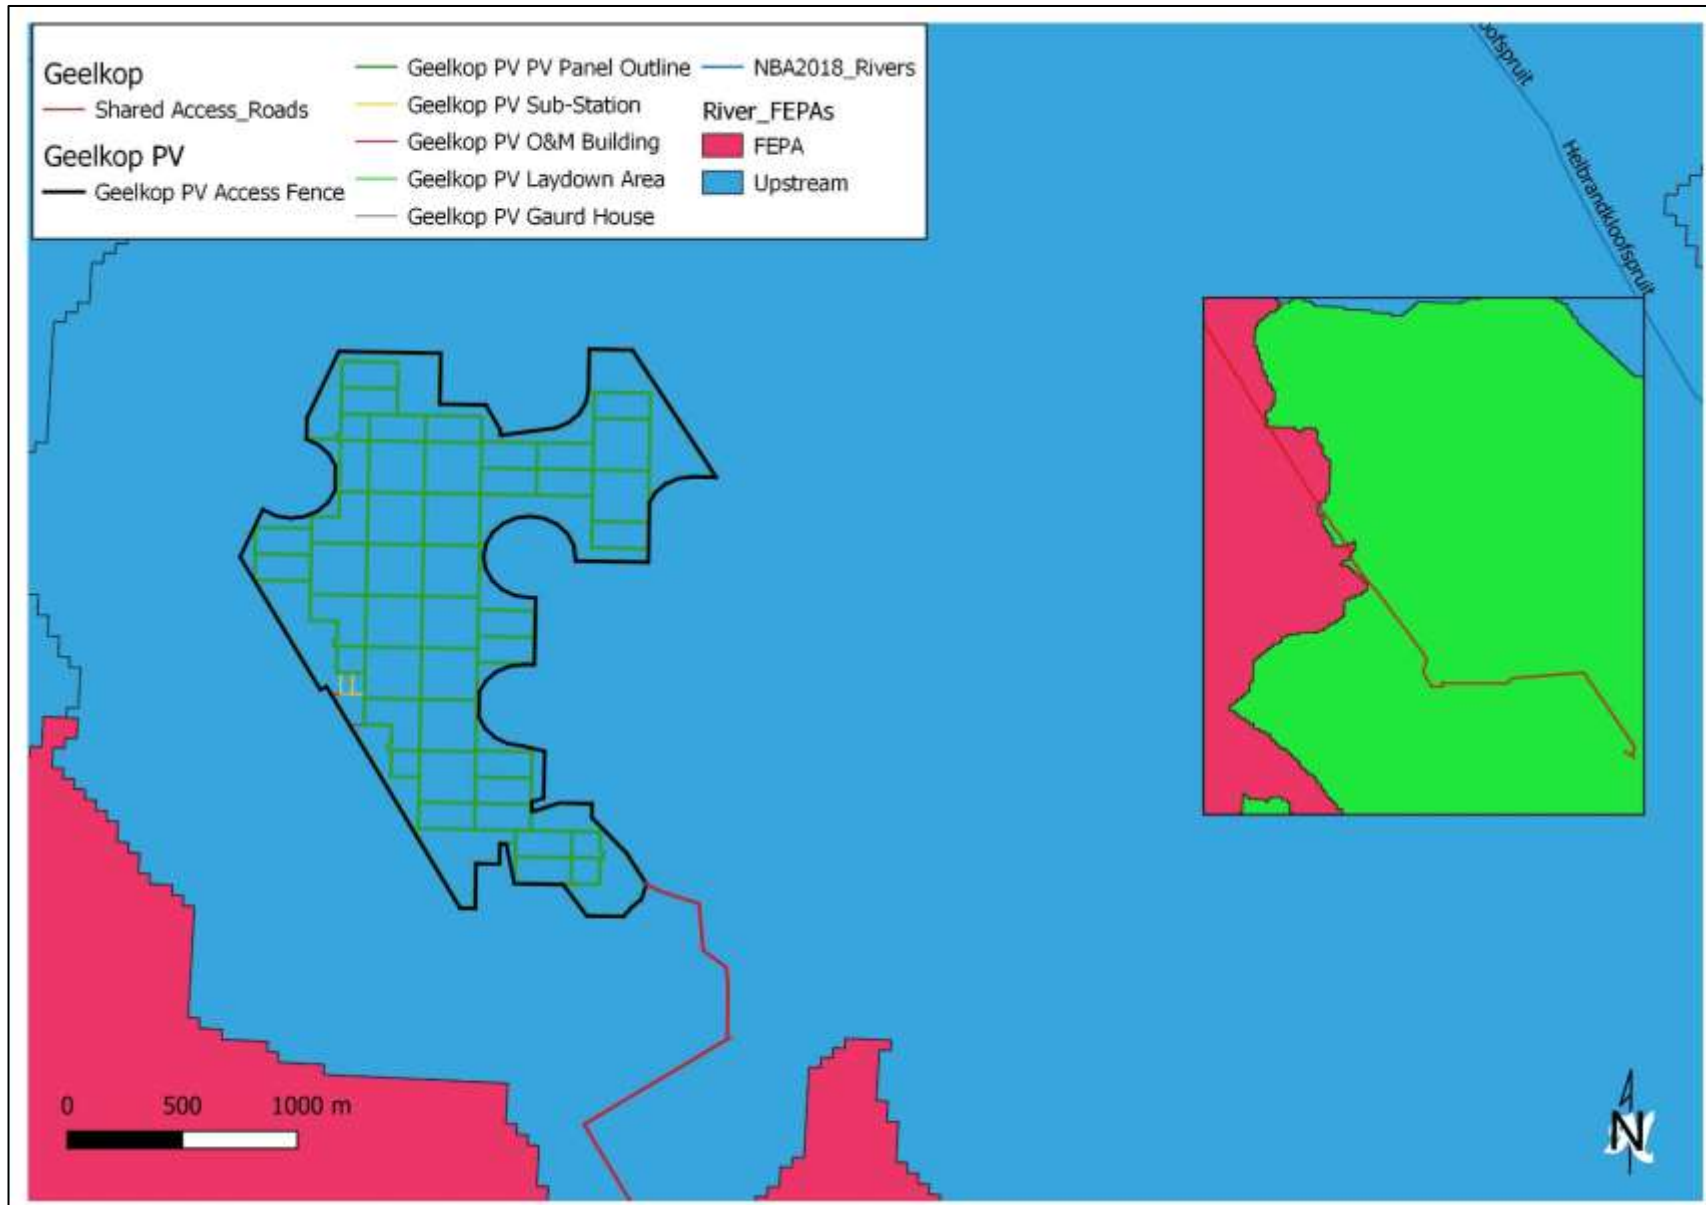 Geelkop
Shared Access_Roads
Geelkop PV
Geelkop PV Access Fence
Geelkop PV PV Panel Outline
Geelkop PV Sub-Station
Geelkop PV O&M Building
Geelkop PV Laydown Area
Geelkop PV Gaurd House
NBA2018_Rivers
River_FEPAs
FEPA
Upstream
oofspruit
Helbrandkloofspruit
0 500 1000 m
N